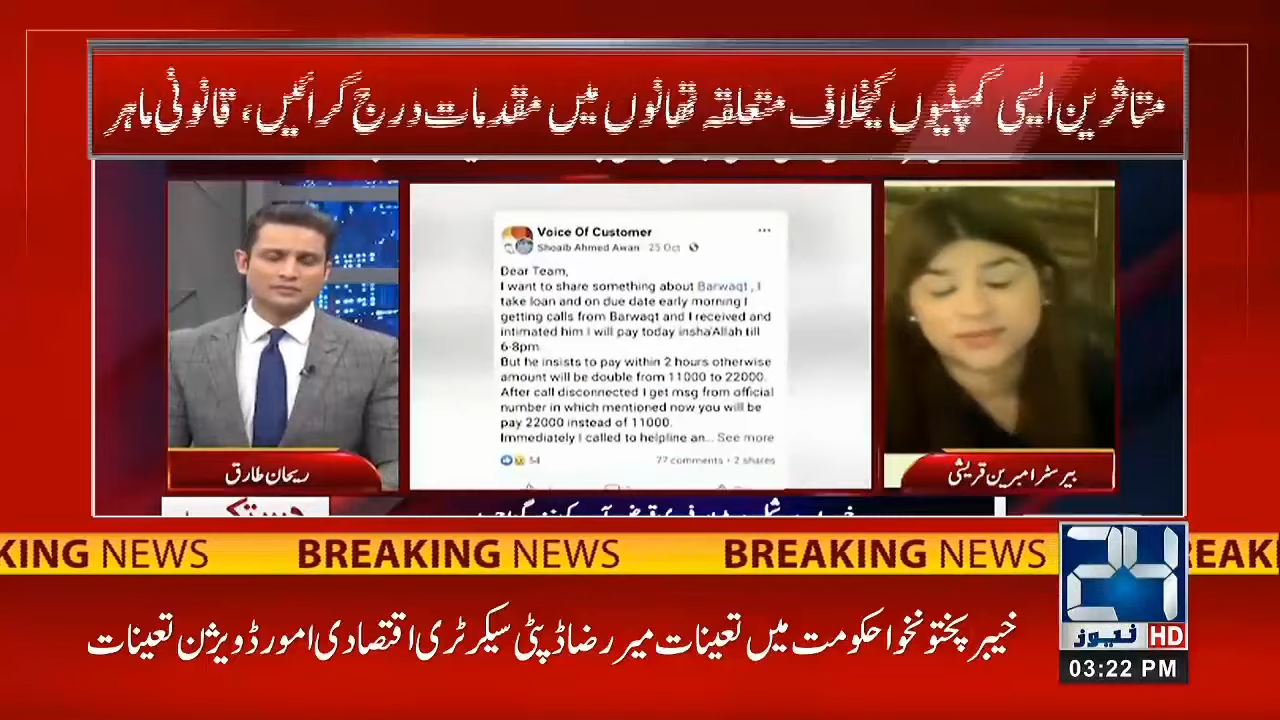 متاثرین ایسی کمپنیوں کیخلاف متعلقہ تھانوں میں مقدمات درج کرائیں، قانونی ماہر
Voice Of Customer
Shoaib Ahmed Awan 25 Oct
Dear Team,
I want to share something about Barwaqt , I
take loan and on due date early morning I
getting calls from Barwaqt and I received and
intimated him I will pay today insha'Allah till
6-8pm.
But he insists to pay within 2 hours otherwise
amount will be double from 11000 to 22000.
After call disconnected I get msg from official
number in which mentioned now you will be
pay 22000 instead of 11000.
Immediately I called to helpline an... See more
54 77 comments • 2 shares
ریحان طارق
بیرسٹر امبرین قریشی
KING NEWS BREAKING NEWS BREAKING NEWS REAK
24
نیوز HD
خیبرپختونخوا حکومت میں تعینات میر رضا ڈپٹی سیکرٹری اقتصادی امور ڈویژن تعینات
03:22 PM